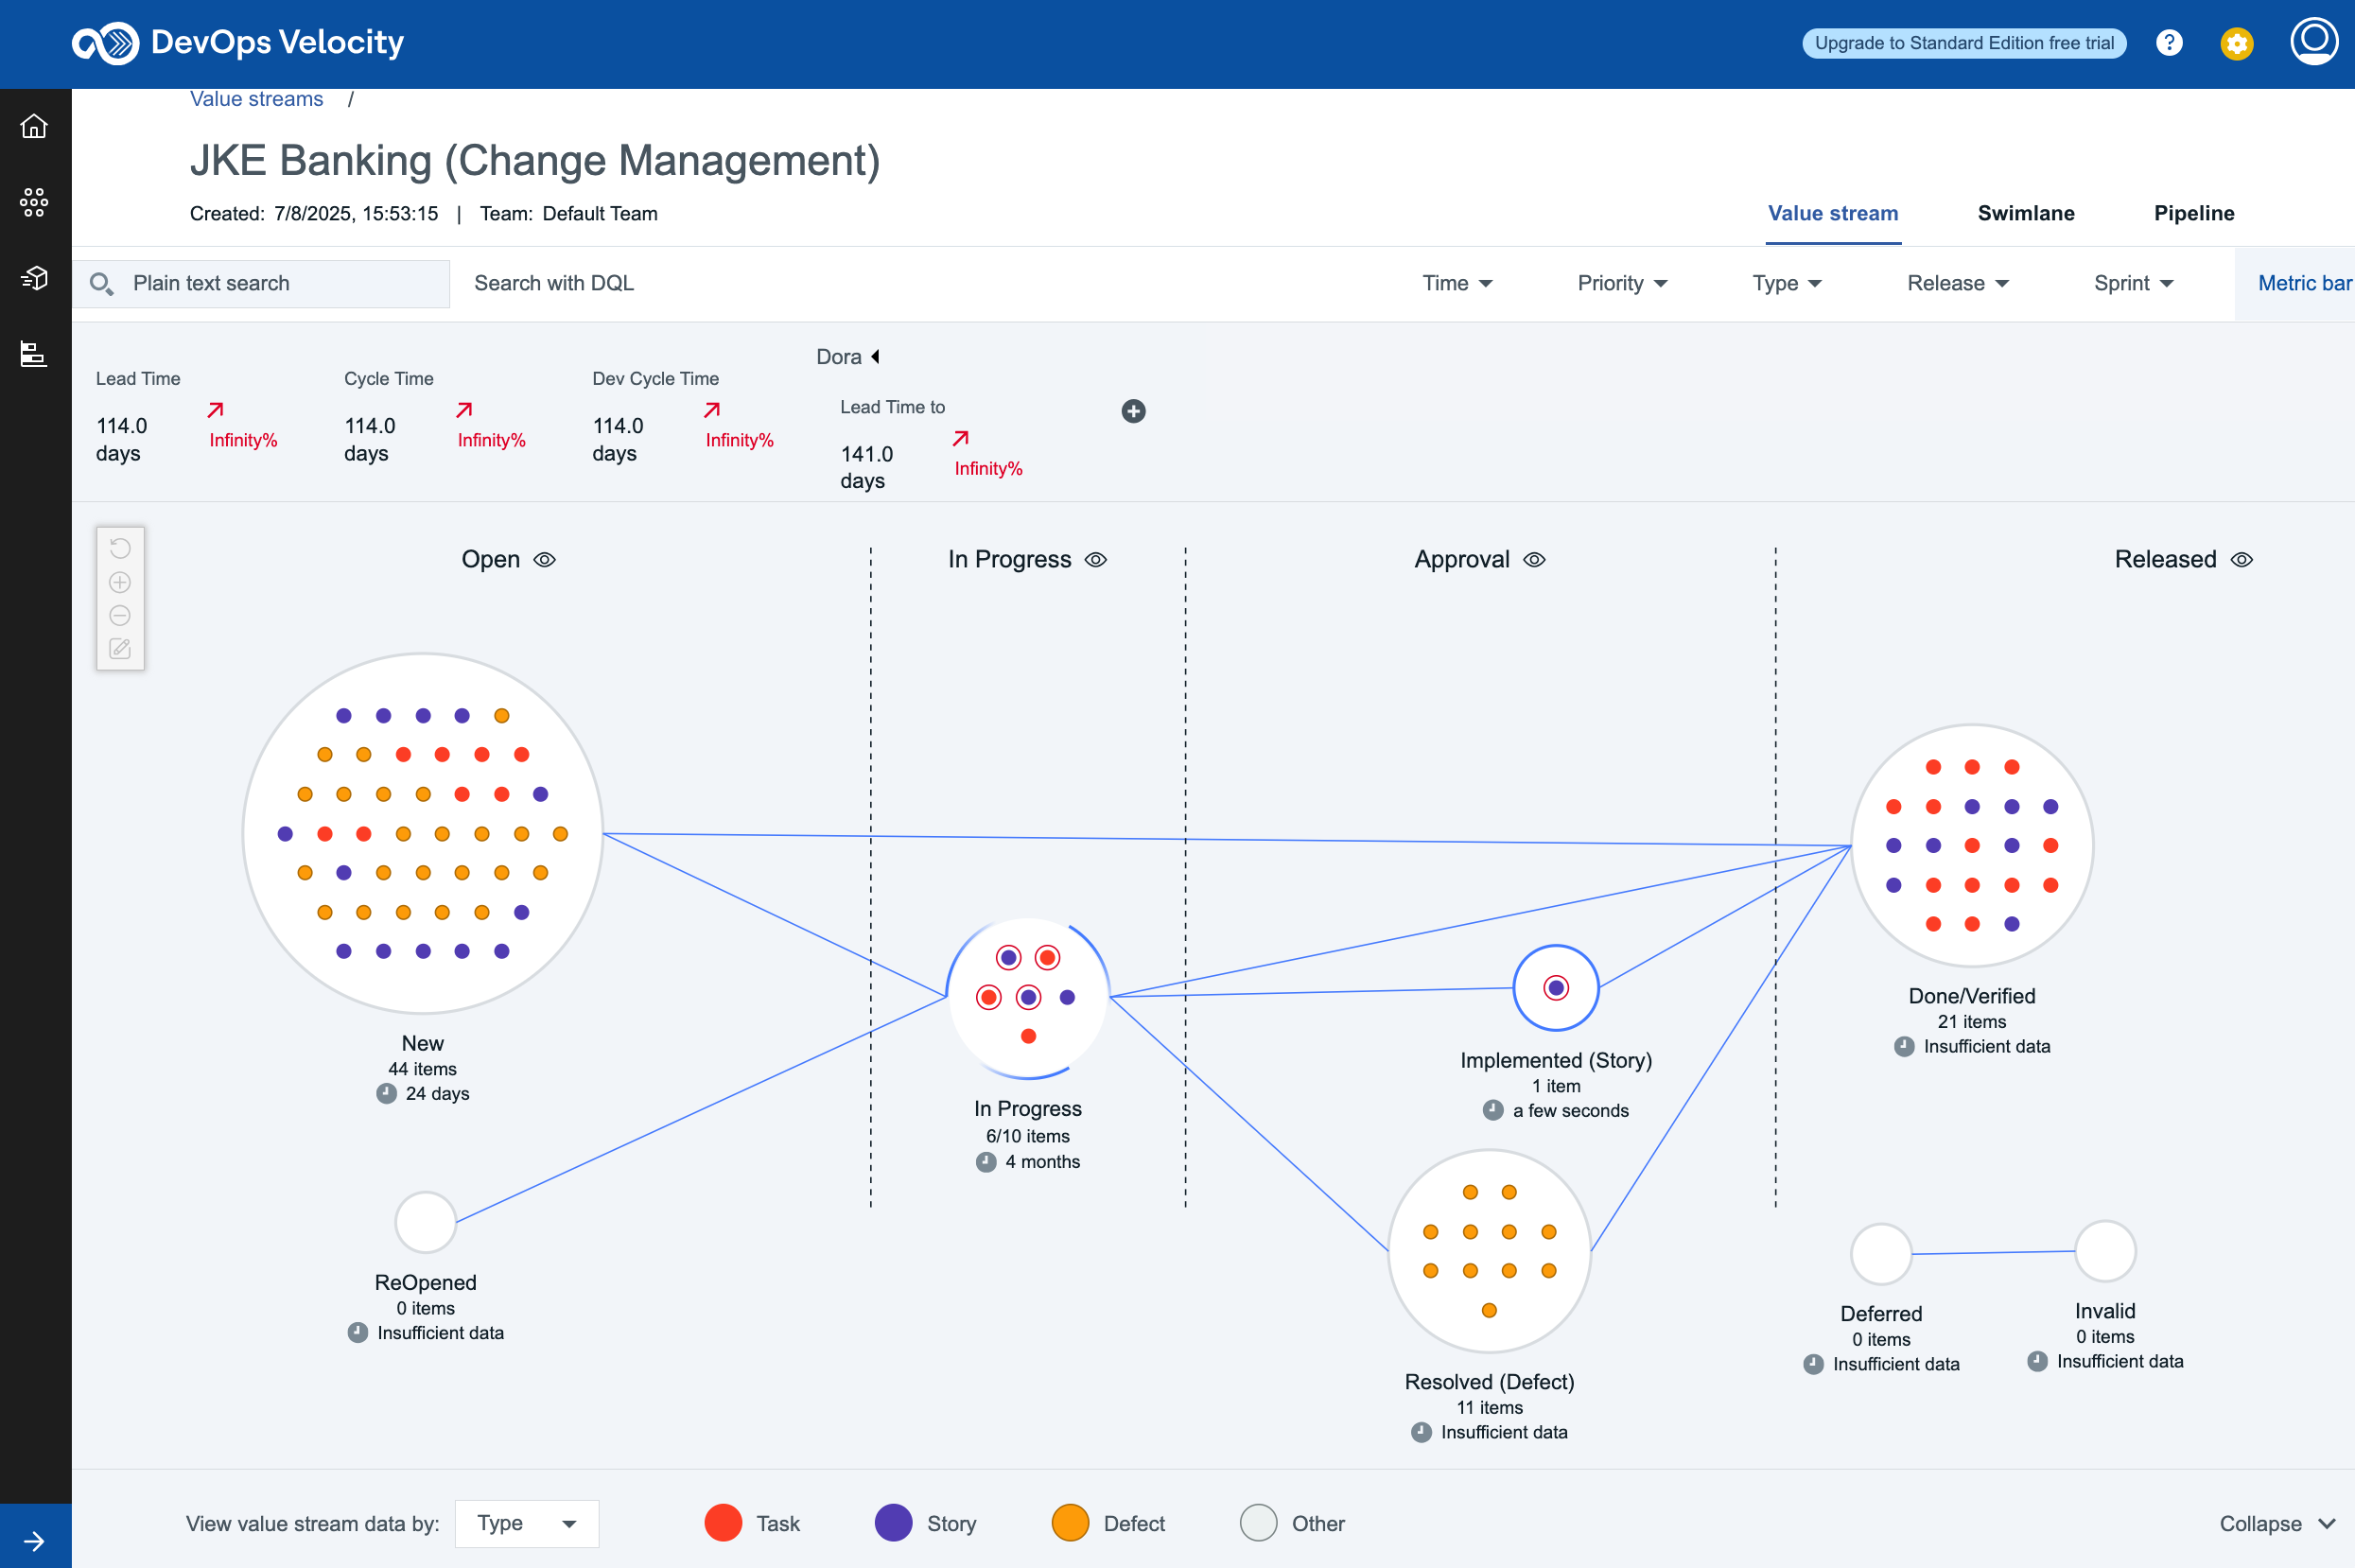 DevOps Velocity
Upgrade to Standard Edition free trial
?
Value streams /
JKE Banking (Change Management)
Created: 7/8/2025, 15:53:15 | Team: Default Team
Value stream
Swimlane
Pipeline
Plain text search
Search with DQL
Time
Priority
Type
Release
Sprint
Metric bar
Lead Time
114.0
days
Infinity%
Cycle Time
114.0
days
Infinity%
Dev Cycle Time
114.0
days
Infinity%
Dora
Lead Time to
141.0
days
Infinity%
Open
In Progress
Approval
Released
New
44 items
24 days
ReOpened
0 items
Insufficient data
In Progress
6/10 items
4 months
Implemented (Story)
1 item
a few seconds
Resolved (Defect)
11 items
Insufficient data
Done/Verified
21 items
Insufficient data
Deferred
0 items
Insufficient data
Invalid
0 items
Insufficient data
View value stream data by:
Type
Task
Story
Defect
Other
Collapse